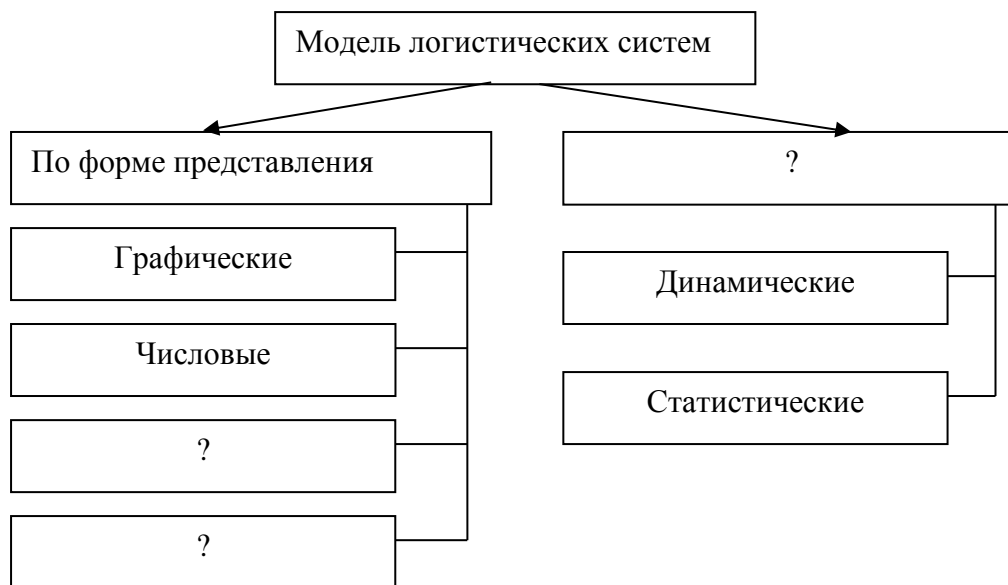 Модель логистических систем
По форме представления
?
Графические
Динамические
Числовые
Статистические
?
?